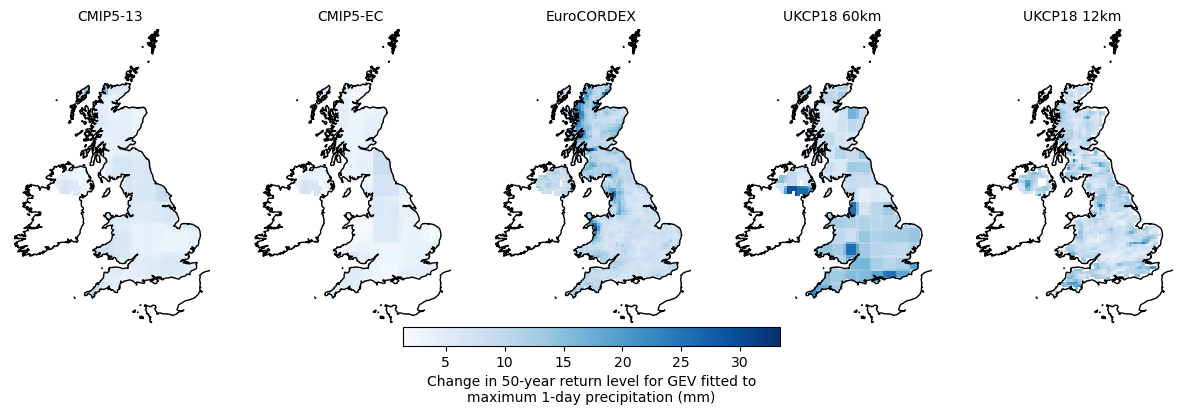 CMIP5-13
CMIP5-EC
EuroCORDEX
UKCP18 60km
UKCP18 12km
5 10 15 20 25 30
Change in 50-year return level for GEV fitted to
maximum 1-day precipitation (mm)